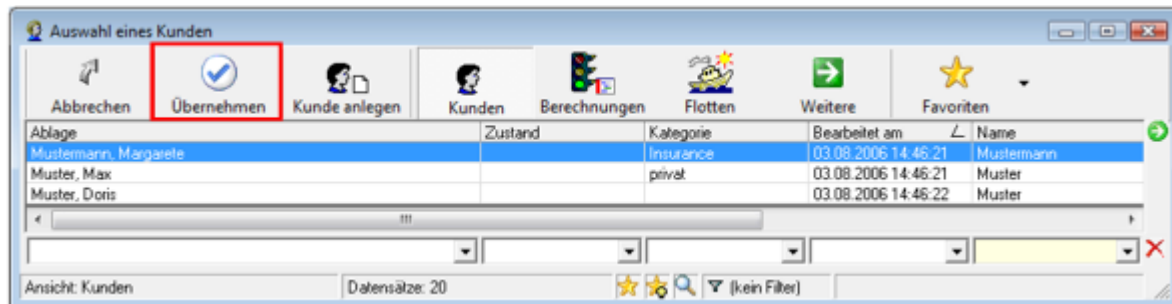 Auswahl eines Kunden
Abbrechen Übernehmen Kunde anlegen Kunden Berechnungen Flotten Weitere Favoriten
Ablage Zustand Kategorie Bearbeitet am Name
Mustermann, Margarete Insurance 03.08.2006 14:46:21 Mustermann
Muster, Max privat 03.08.2006 14:46:21 Muster
Muster, Doris 03.08.2006 14:46:22 Muster
Ansicht: Kunden Datensätze: 20 (kein Filter)